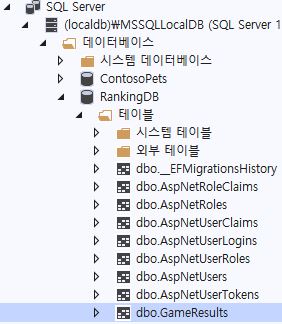 SQL Server
(localdb)₩MSSQLLocalDB (SQL Server 1
데이터베이스
시스템 데이터베이스
ContosoPets
RankingDB
테이블
시스템 테이블
외부 테이블
dbo.__EFMigrationsHistory
dbo.AspNetRoleClaims
dbo.AspNetRoles
dbo.AspNetUserClaims
dbo.AspNetUserLogins
dbo.AspNetUserRoles
dbo.AspNetUsers
dbo.AspNetUserTokens
dbo.GameResults